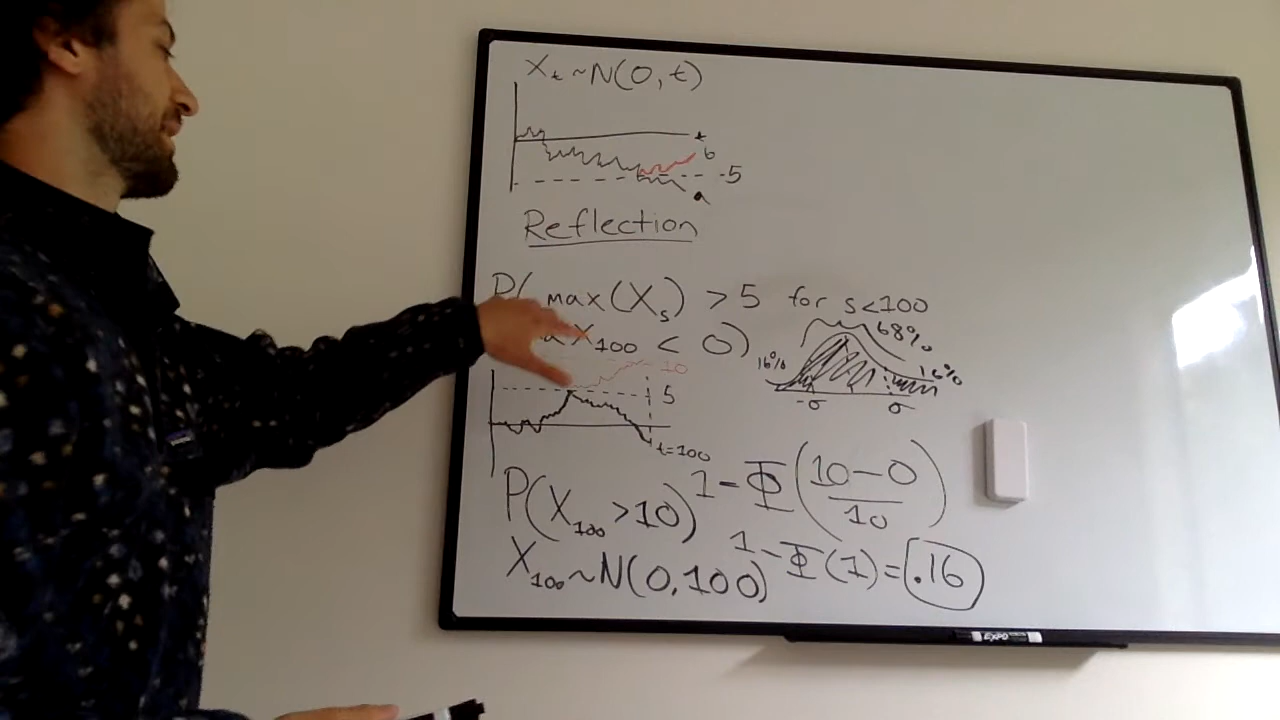 Xₜ ~ N(0, t)
t
b
-5
a
Reflection
P( max(Xₛ) > 5 for s<100
X₁₀₀ < 0)
68%
16%
16%
-σ
σ
10
5
t=100
P(X₁₀₀ > 10)
1 - Φ((10-0)/10)
X₁₀₀ ~ N(0, 100)
1 - Φ(1) = .16
EXPO